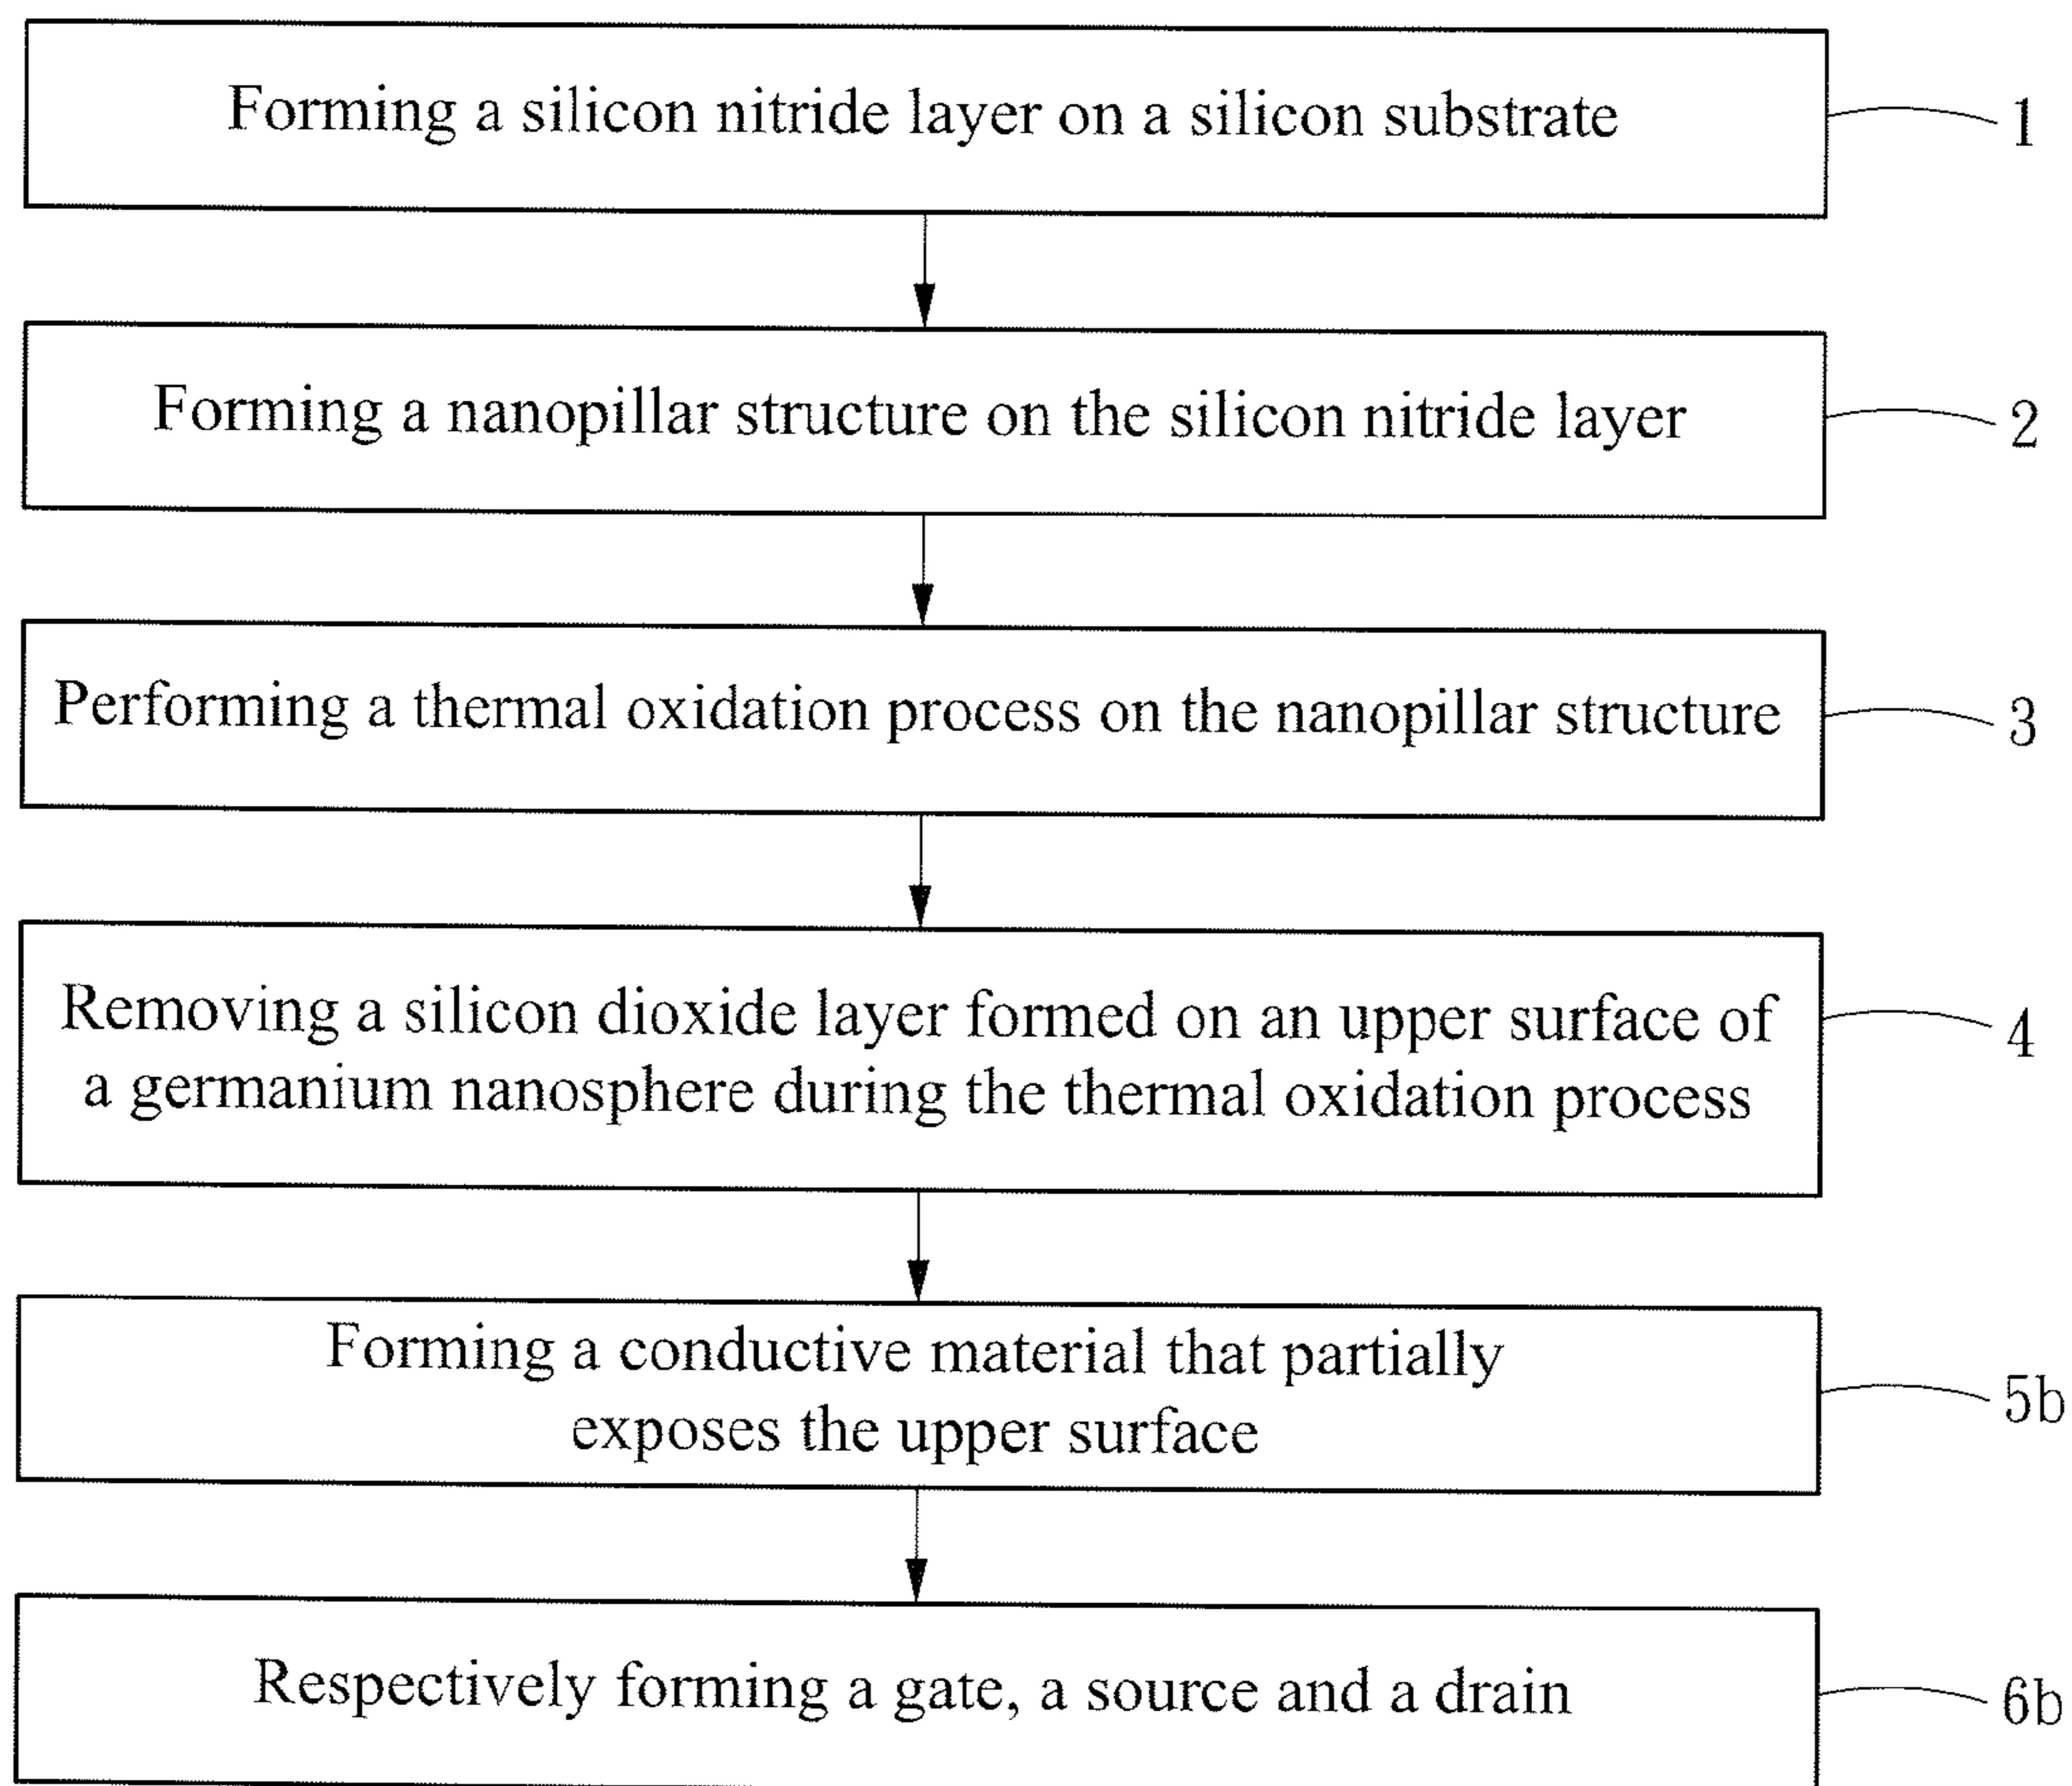 Forming a silicon nitride layer on a silicon substrate
1
Forming a nanopillar structure on the silicon nitride layer
2
Performing a thermal oxidation process on the nanopillar structure
3
Removing a silicon dioxide layer formed on an upper surface of
a germanium nanosphere during the thermal oxidation process
4
Forming a conductive material that partially
exposes the upper surface
5b
Respectively forming a gate, a source and a drain
6b